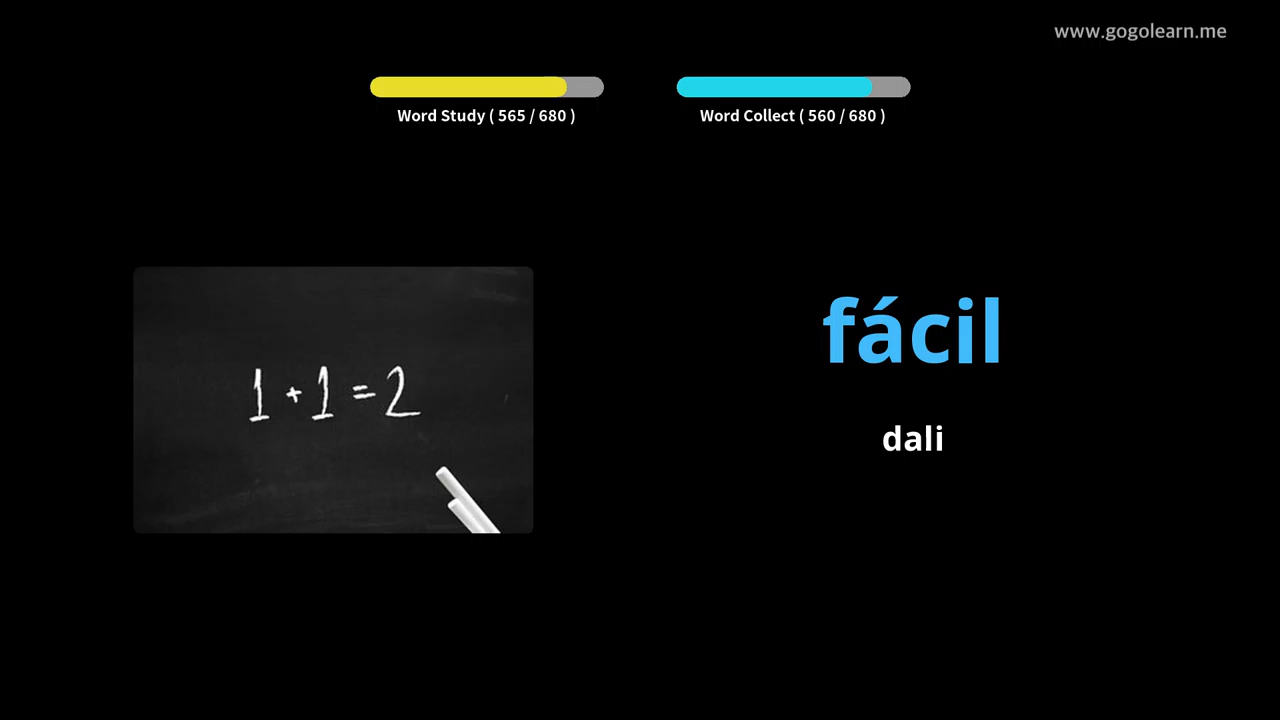 www.gogolearn.me
Word Study ( 565 / 680 )
Word Collect ( 560 / 680 )
1 + 1 = 2
fácil
dali